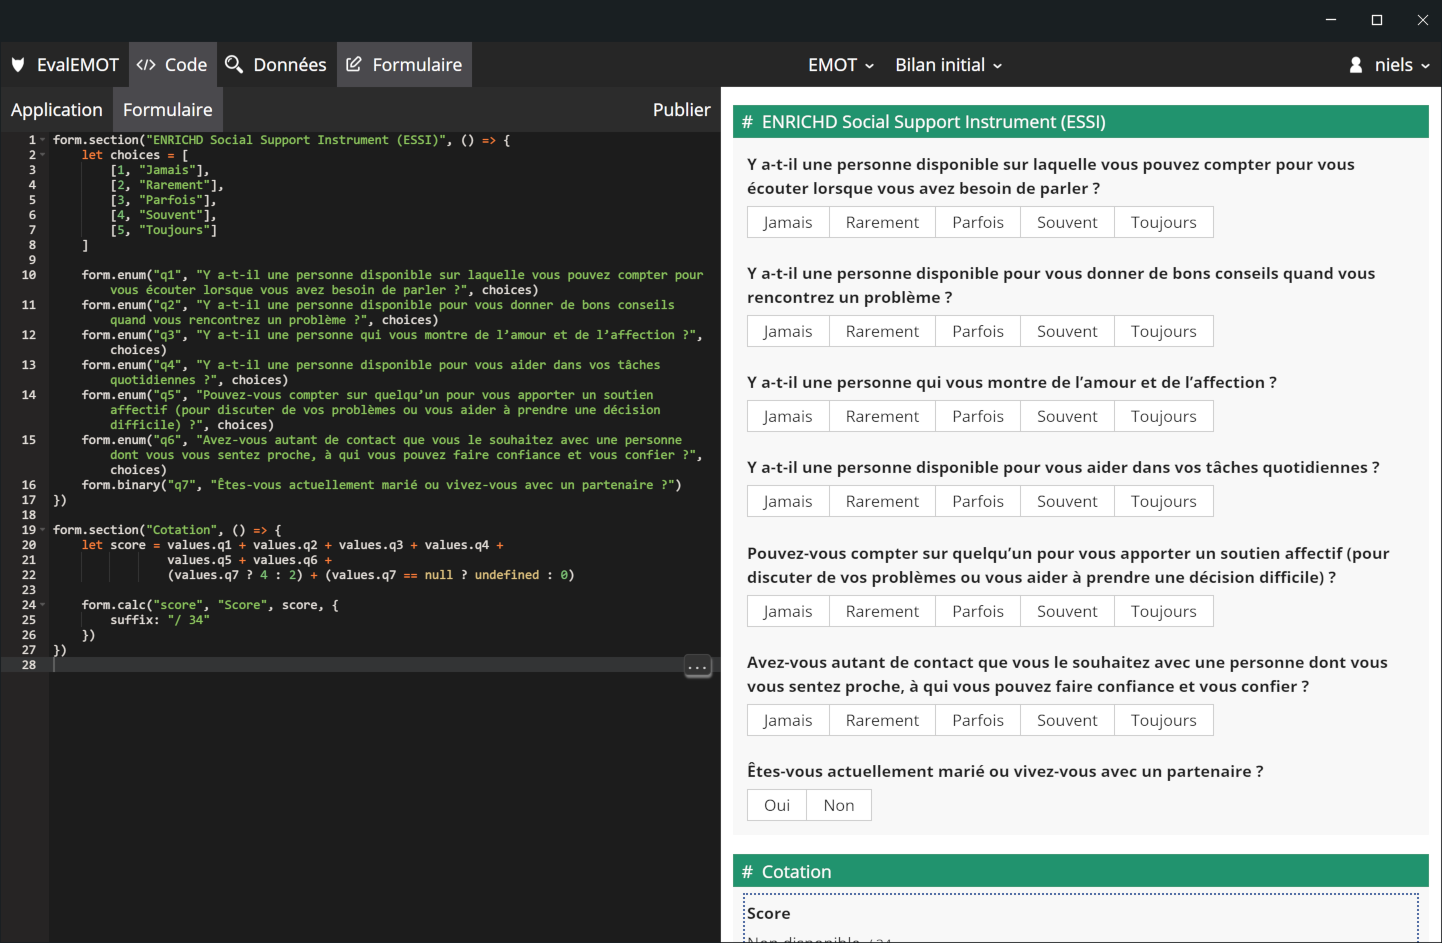 EvalEMOT </> Code Données Formulaire EMOT Bilan initial niels
Application Formulaire Publier
1 form.section("ENRICHD Social Support Instrument (ESSI)", () => {
2 let choices = [
3 [1, "Jamais"],
4 [2, "Rarement"],
5 [3, "Parfois"],
6 [4, "Souvent"],
7 [5, "Toujours"]
8 ]
9
10 form.enum("q1", "Y a-t-il une personne disponible sur laquelle vous pouvez compter pour
vous écouter lorsque vous avez besoin de parler ?", choices)
11 form.enum("q2", "Y a-t-il une personne disponible pour vous donner de bons conseils
quand vous rencontrez un problème ?", choices)
12 form.enum("q3", "Y a-t-il une personne qui vous montre de l’amour et de l’affection ?",
choices)
13 form.enum("q4", "Y a-t-il une personne disponible pour vous aider dans vos tâches
quotidiennes ?", choices)
14 form.enum("q5", "Pouvez-vous compter sur quelqu’un pour vous apporter un soutien
affectif (pour discuter de vos problèmes ou vous aider à prendre une décision
difficile) ?", choices)
15 form.enum("q6", "Avez-vous autant de contact que vous le souhaitez avec une personne
dont vous vous sentez proche, à qui vous pouvez faire confiance et vous confier ?",
choices)
16 form.binary("q7", "Êtes-vous actuellement marié ou vivez-vous avec un partenaire ?")
17 })
18
19 form.section("Cotation", () => {
20 let score = values.q1 + values.q2 + values.q3 + values.q4 +
21 values.q5 + values.q6 +
22 (values.q7 ? 4 : 2) + (values.q7 == null ? undefined : 0)
23
24 form.calc("score", "Score", score, {
25 suffix: "/ 34"
26 })
27 })
28
...
# ENRICHD Social Support Instrument (ESSI)
Y a-t-il une personne disponible sur laquelle vous pouvez compter pour vous
écouter lorsque vous avez besoin de parler ?
Jamais Rarement Parfois Souvent Toujours
Y a-t-il une personne disponible pour vous donner de bons conseils quand vous
rencontrez un problème ?
Jamais Rarement Parfois Souvent Toujours
Y a-t-il une personne qui vous montre de l’amour et de l’affection ?
Jamais Rarement Parfois Souvent Toujours
Y a-t-il une personne disponible pour vous aider dans vos tâches quotidiennes ?
Jamais Rarement Parfois Souvent Toujours
Pouvez-vous compter sur quelqu’un pour vous apporter un soutien affectif (pour
discuter de vos problèmes ou vous aider à prendre une décision difficile) ?
Jamais Rarement Parfois Souvent Toujours
Avez-vous autant de contact que vous le souhaitez avec une personne dont vous
vous sentez proche, à qui vous pouvez faire confiance et vous confier ?
Jamais Rarement Parfois Souvent Toujours
Êtes-vous actuellement marié ou vivez-vous avec un partenaire ?
Oui Non
# Cotation
Score
Non disponible / 34